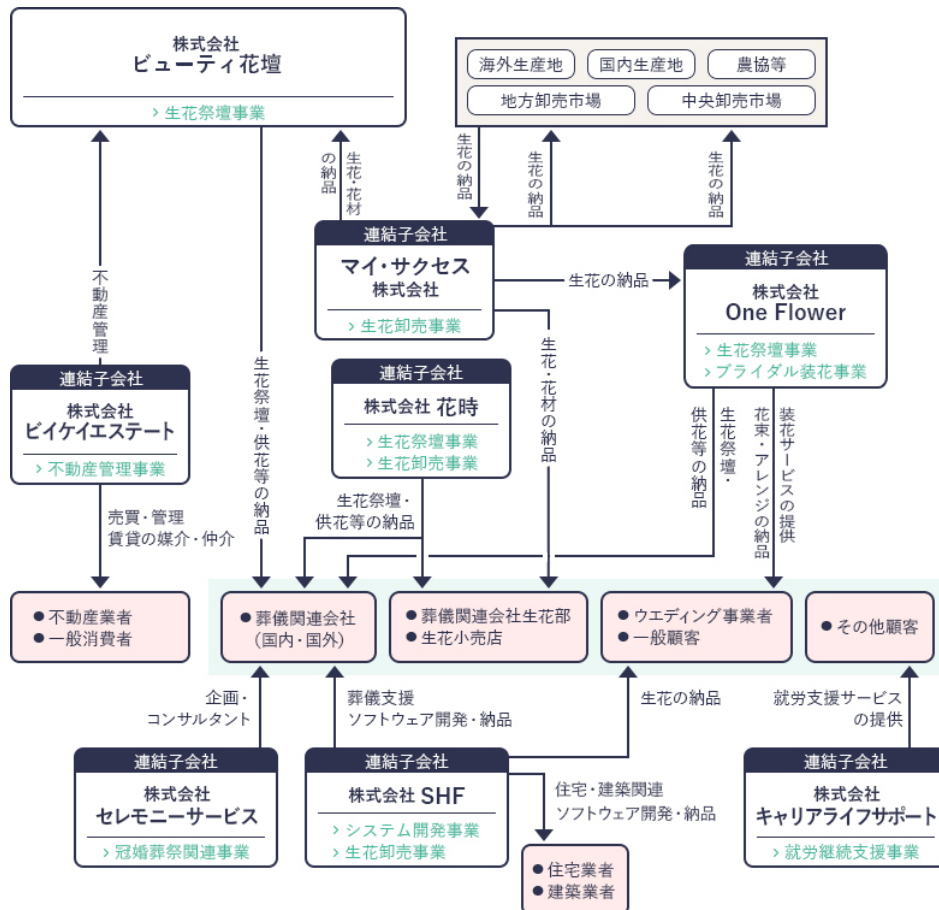 株式会社
ビューティ花壇
> 生花祭壇事業
海外生産地
国内生産地
農協等
地方卸売市場
中央卸売市場
生花・花材
の納品
生花の納品
生花の納品
生花の納品
不動産管理
連結子会社
マイ・サクセス
株式会社
> 生花卸売事業
生花の納品
連結子会社
株式会社
One Flower
> 生花祭壇事業
> ブライダル装花事業
連結子会社
株式会社
ビイケイエステート
> 不動産管理事業
生花祭壇・供花等の納品
連結子会社
株式会社 花時
> 生花祭壇事業
> 生花卸売事業
生花・花材の納品
生花祭壇・
供花等の納品
装花サービスの提供
花束・アレンジの納品
売買・管理
賃貸の媒介・仲介
生花祭壇・
供花等の納品
● 不動産業者
● 一般消費者
● 葬儀関連会社
(国内・国外)
● 葬儀関連会社生花部
● 生花小売店
● ウエディング事業者
● 一般顧客
● その他顧客
企画・
コンサルタント
葬儀支援
ソフトウェア開発・納品
生花の納品
就労支援サービス
の提供
連結子会社
株式会社
セレモニーサービス
> 冠婚葬祭関連事業
連結子会社
株式会社 SHF
> システム開発事業
> 生花卸売事業
住宅・建築関連
ソフトウェア開発・納品
● 住宅業者
● 建築業者
連結子会社
株式会社
キャリアライフサポート
> 就労継続支援事業